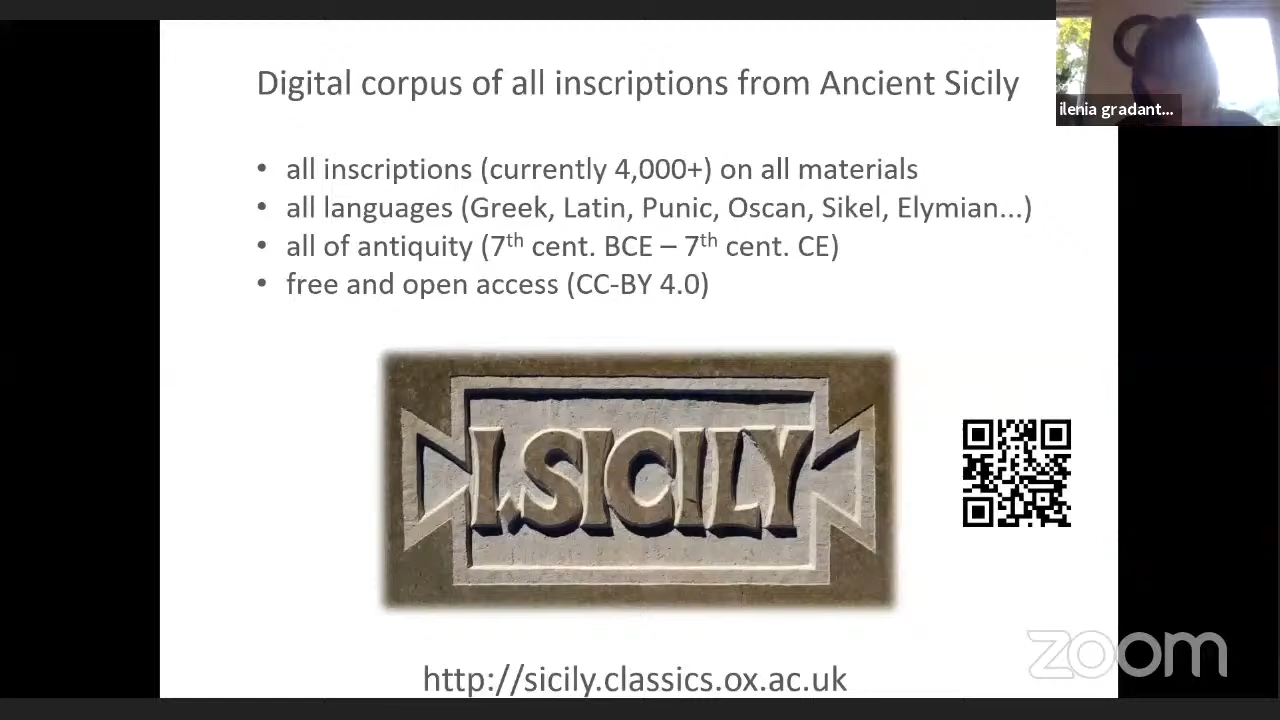 Digital corpus of all inscriptions from Ancient Sicily
ilenia gradant...
• all inscriptions (currently 4,000+) on all materials
• all languages (Greek, Latin, Punic, Oscan, Sikel, Elymian...)
• all of antiquity (7th cent. BCE – 7th cent. CE)
• free and open access (CC-BY 4.0)
I.SICILY
zoom
http://sicily.classics.ox.ac.uk